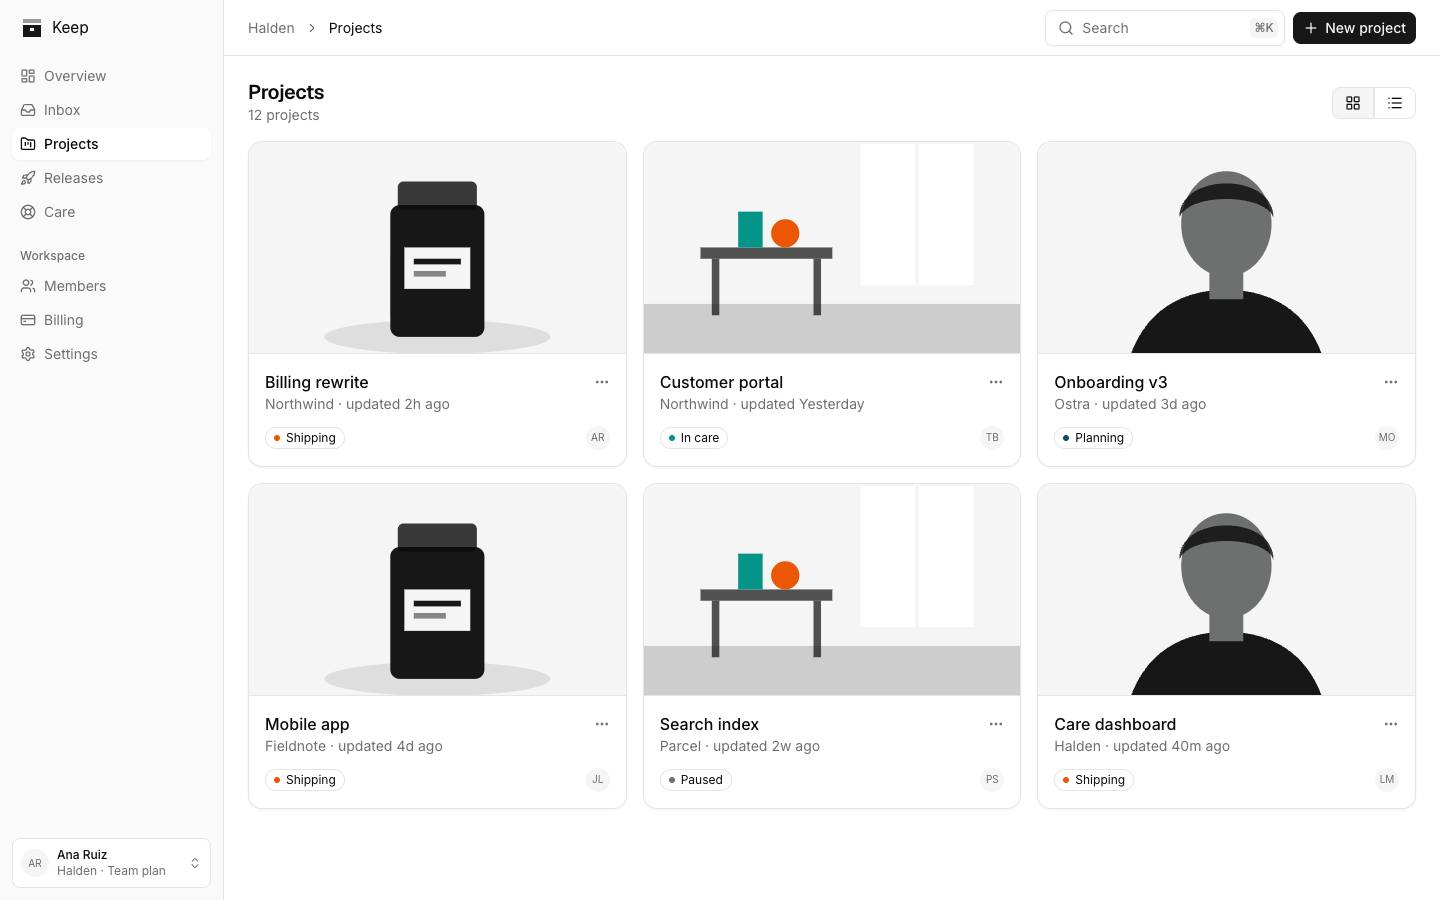 Keep
Overview
Inbox
Projects
Releases
Care
Workspace
Members
Billing
Settings
AR
Ana Ruiz
Halden · Team plan
Halden
Projects
Search
⌘K
New project
Projects
12 projects
Billing rewrite
Northwind · updated 2h ago
Shipping
AR
Customer portal
Northwind · updated Yesterday
In care
TB
Onboarding v3
Ostra · updated 3d ago
Planning
MO
Mobile app
Fieldnote · updated 4d ago
Shipping
JL
Search index
Parcel · updated 2w ago
Paused
PS
Care dashboard
Halden · updated 40m ago
Shipping
LM